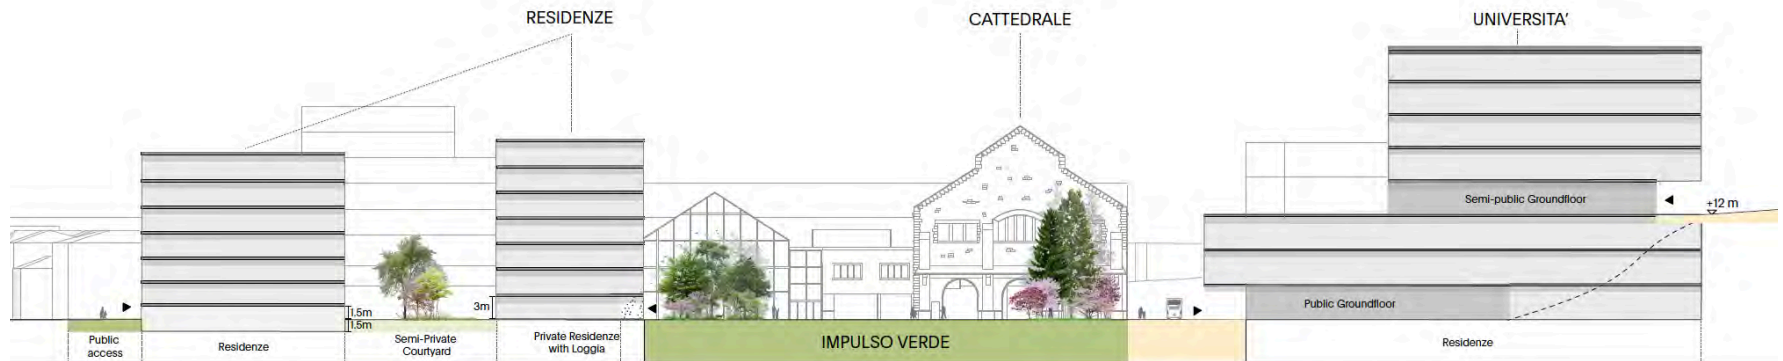 RESIDENZE
CATTEDRALE
UNIVERSITA'
Semi-public Groundfloor
+12 m
3m
1.5m
1.5m
Public Groundfloor
Public
access
Residenze
Semi-Private
Courtyard
Private Residenze
with Loggia
IMPULSO VERDE
Residenze